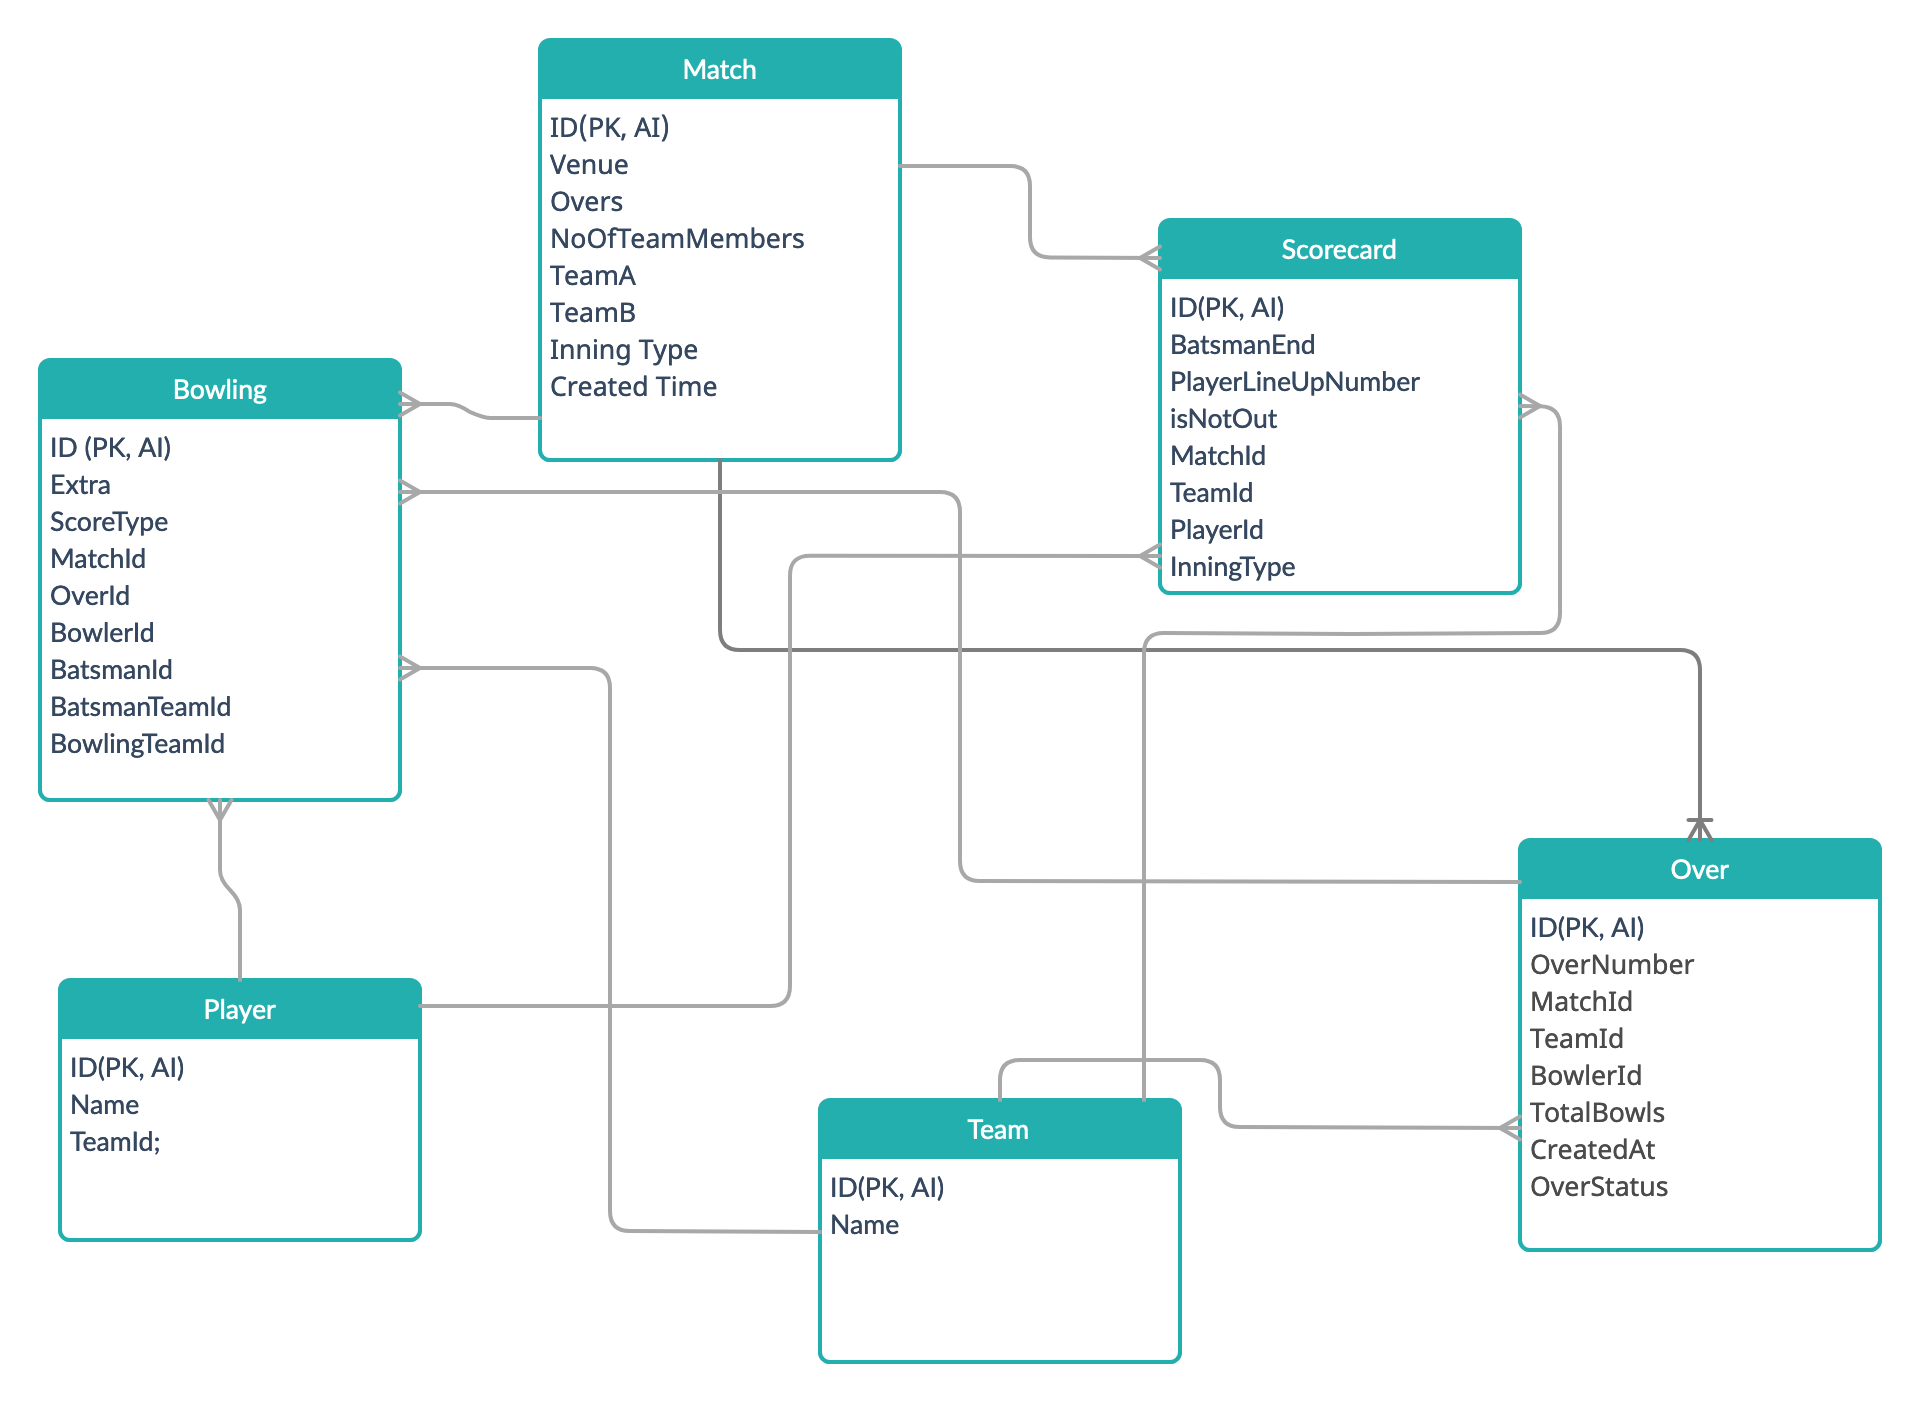 Match
ID(PK, AI)
Venue
Overs
NoOfTeamMembers
TeamA
TeamB
Inning Type
Created Time
Scorecard
ID(PK, AI)
BatsmanEnd
PlayerLineUpNumber
isNotOut
MatchId
TeamId
PlayerId
InningType
Bowling
ID (PK, AI)
Extra
ScoreType
MatchId
OverId
BowlerId
BatsmanId
BatsmanTeamId
BowlingTeamId
Over
ID(PK, AI)
OverNumber
MatchId
TeamId
BowlerId
TotalBowls
CreatedAt
OverStatus
Player
ID(PK, AI)
Name
TeamId;
Team
ID(PK, AI)
Name